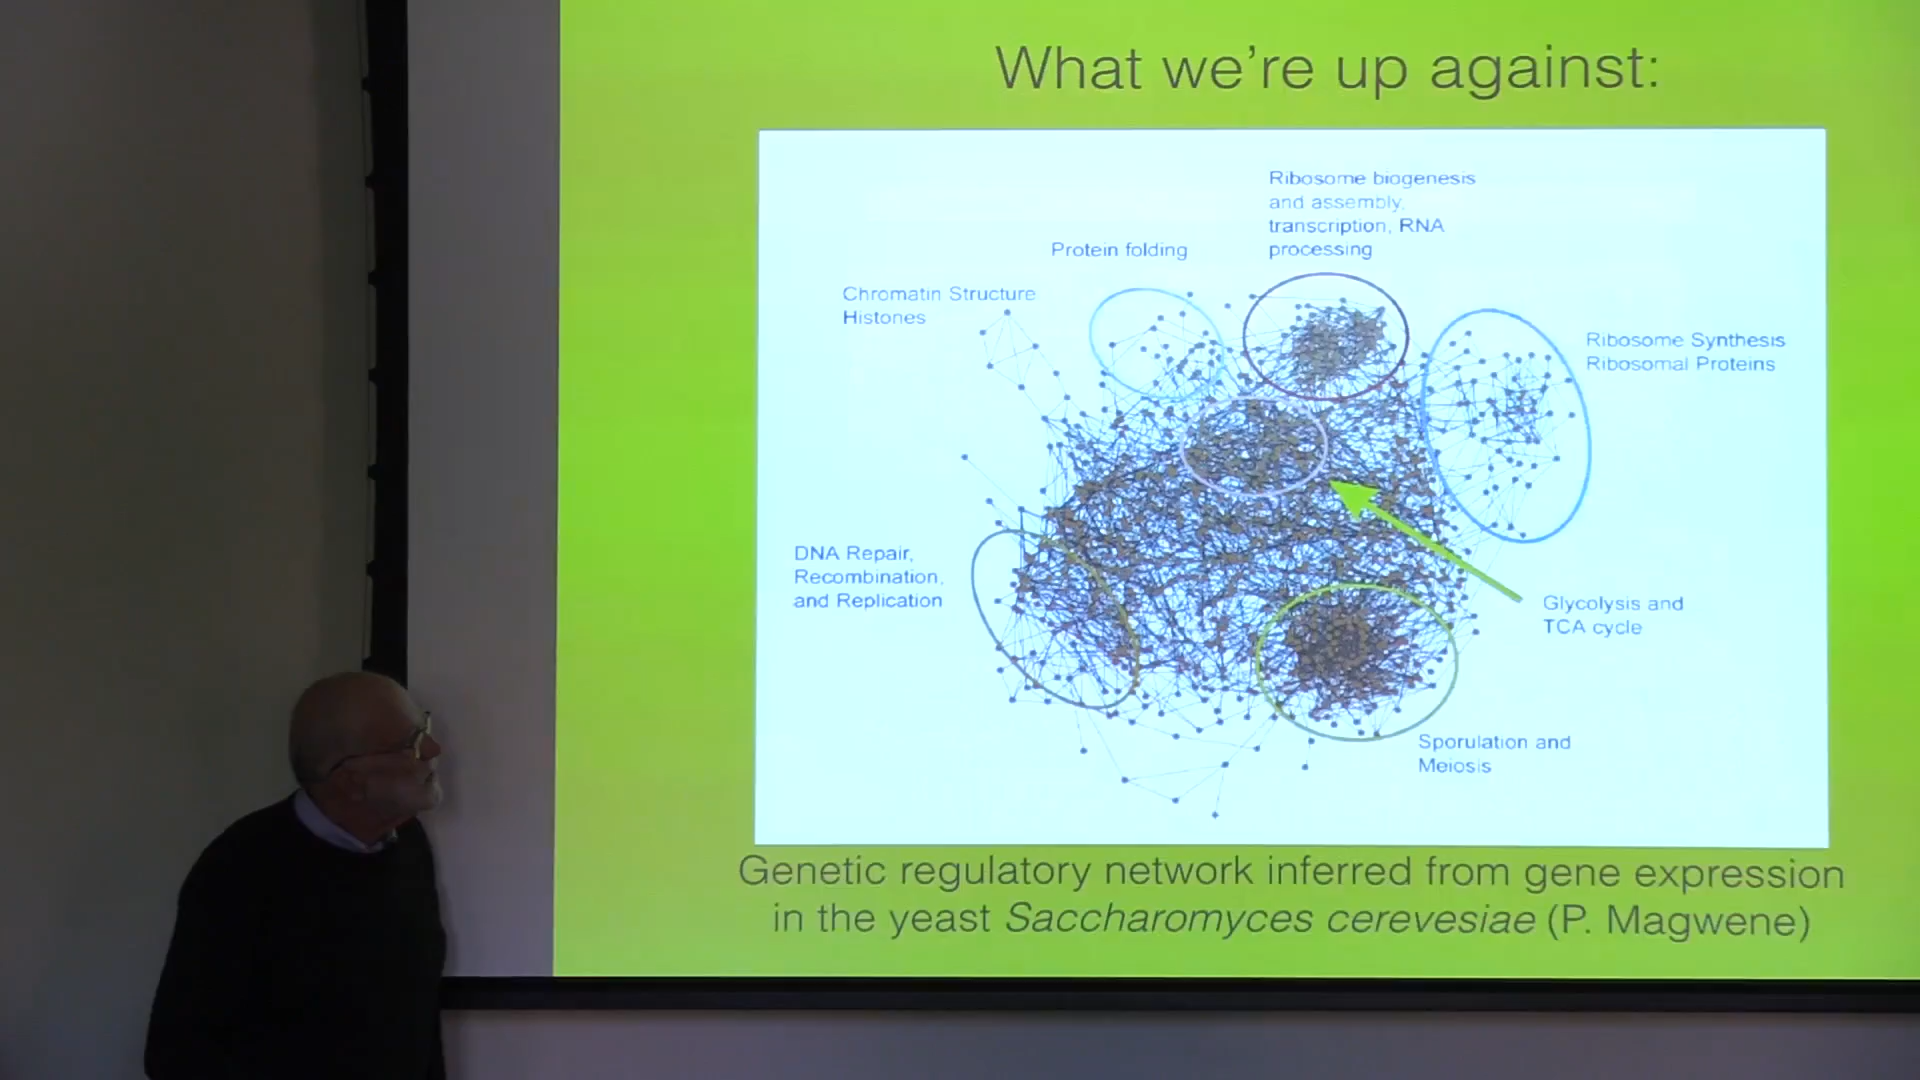 What we're up against:
Ribosome biogenesis
and assembly,
transcription, RNA
processing
Protein folding
Chromatin Structure
Histones
Ribosome Synthesis
Ribosomal Proteins
DNA Repair,
Recombination,
and Replication
Glycolysis and
TCA cycle
Sporulation and
Meiosis
Genetic regulatory network inferred from gene expression
in the yeast Saccharomyces cerevesiae (P. Magwene)